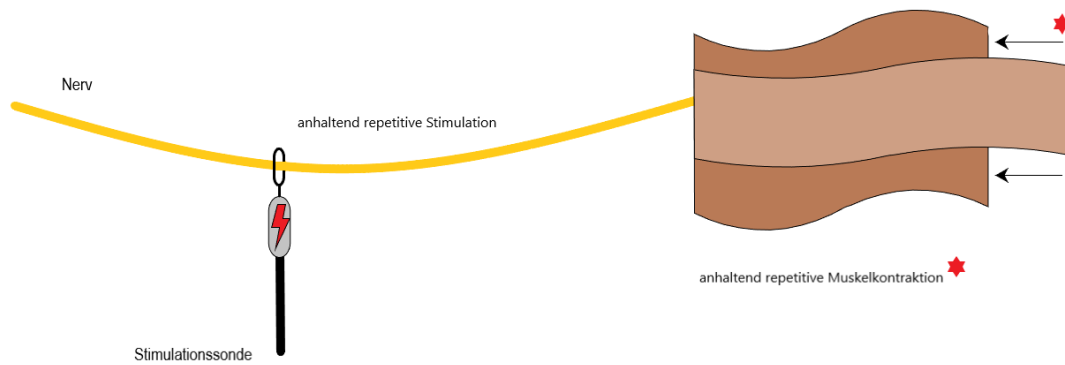 Nerv
anhaltend repetitive Stimulation
anhaltend repetitive Muskelkontraktion
Stimulationssonde